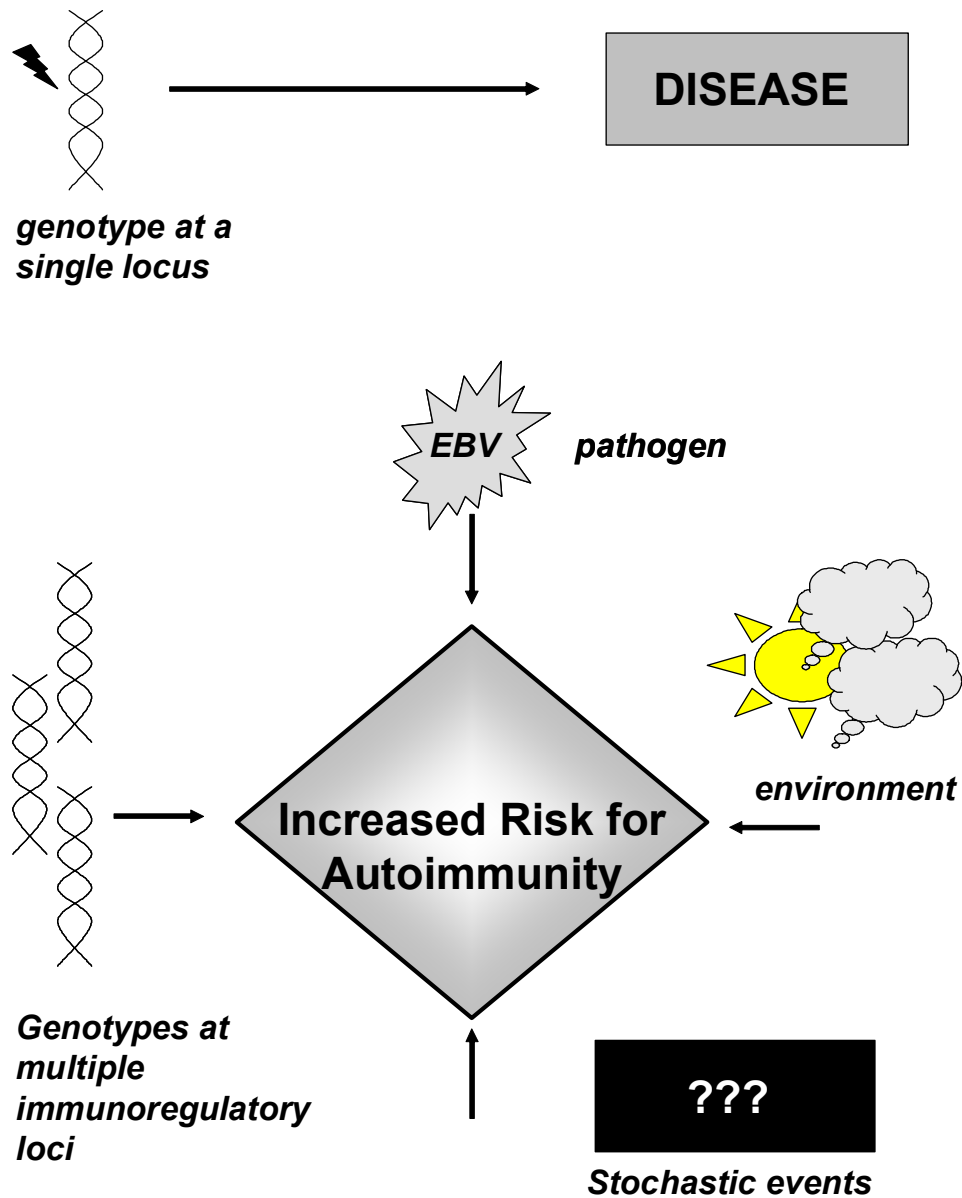 DISEASE
genotype at a
single locus
EBV
pathogen
environment
Increased Risk for
Autoimmunity
Genotypes at
multiple
immunoregulatory
loci
???
Stochastic events